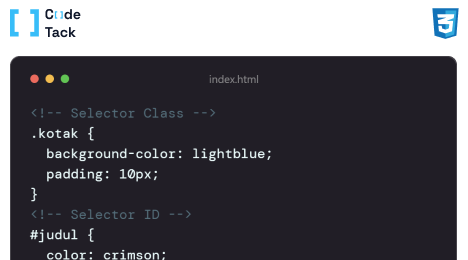 Code
Tack
3
index.html
<!-- Selector Class -->
.kotak {
  background-color: lightblue;
  padding: 10px;
}
<!-- Selector ID -->
#judul {
  color: crimson;